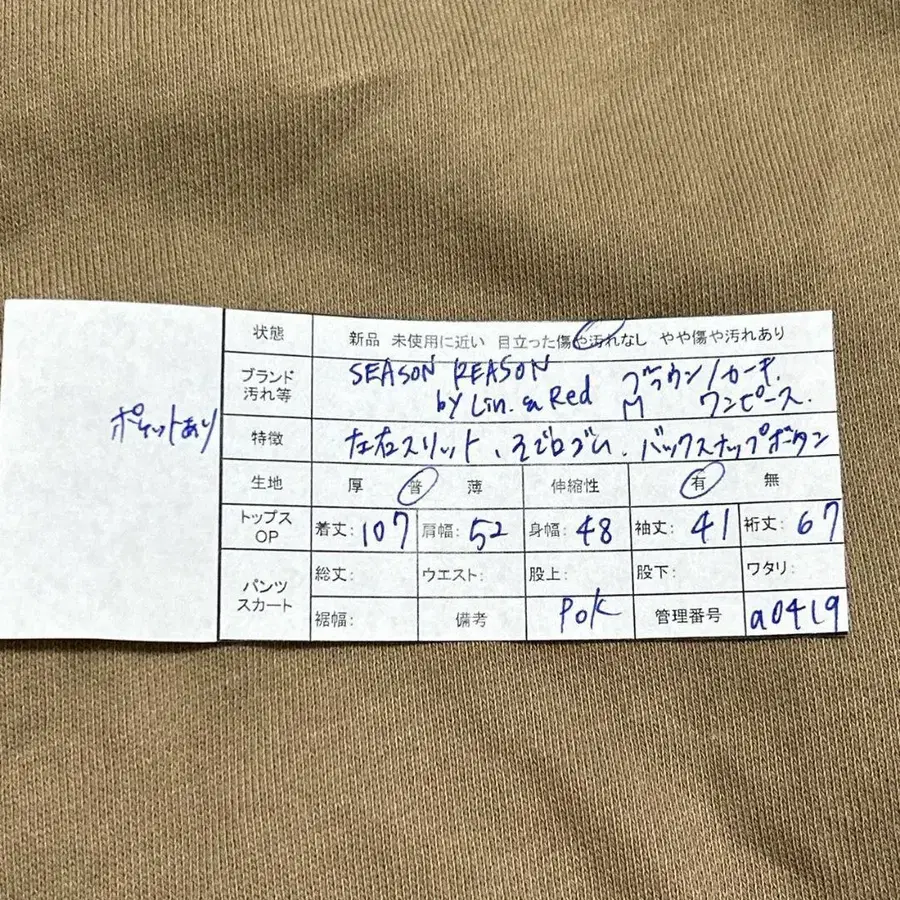 ポケットあり
状態 新品 未使用に近い 目立った傷や汚れなし やや傷や汚れあり
ブランド 汚れ等 SEASON REASON
by Lin. & Red ブラウン/カーキ.
M ワンピース.
特徴 左右スリット、そで口ゴム.バックスナップボタン
生地 厚 普 薄 伸縮性 有 無
トップス OP 着丈:107 肩幅:52 身幅:48 袖丈:41 裄丈:67
パンツ スカート 総丈: ウエスト: 股上: 股下: ワタリ:
裾幅: 備考 POK 管理番号 a0419